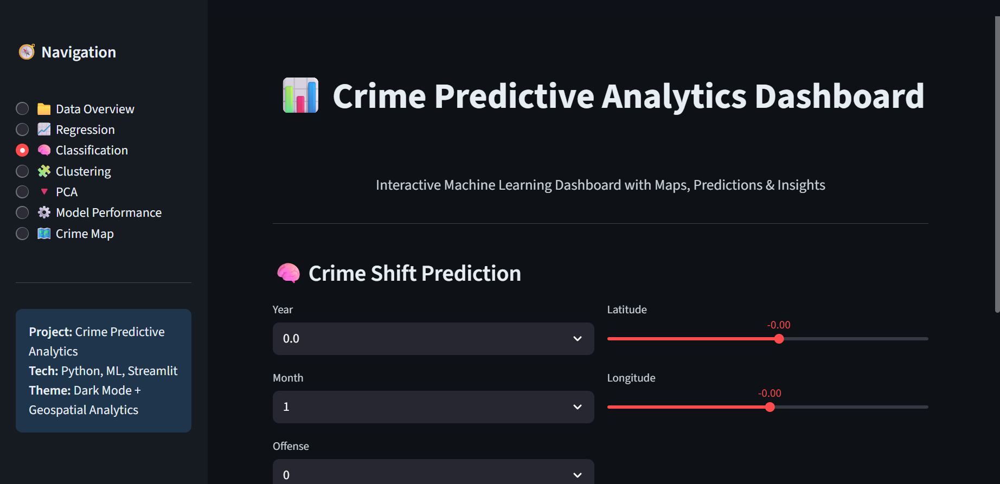 Navigation
Data Overview
Regression
Classification
Clustering
PCA
Model Performance
Crime Map
Project: Crime Predictive
Analytics
Tech: Python, ML, Streamlit
Theme: Dark Mode +
Geospatial Analytics
Crime Predictive Analytics Dashboard
Interactive Machine Learning Dashboard with Maps, Predictions & Insights
Crime Shift Prediction
Year
0.0
Month
1
Offense
0
Latitude
-0.00
Longitude
-0.00